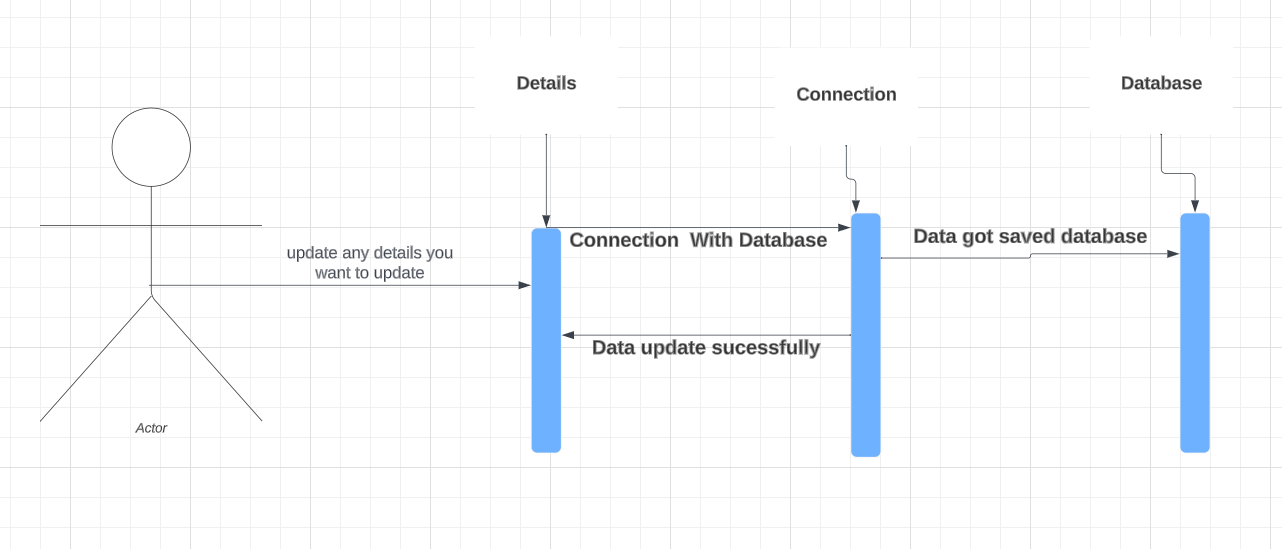 Details
Connection
Database
update any details you
want to update
Connection  With Database
Data got saved database
Data update sucessfully
Actor